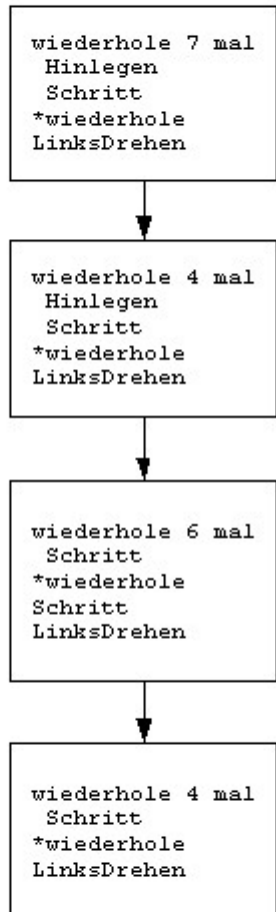 wiederhole 7 mal
Hinlegen
Schritt
*wiederhole
LinksDrehen
wiederhole 4 mal
Hinlegen
Schritt
*wiederhole
LinksDrehen
wiederhole 6 mal
Schritt
*wiederhole
Schritt
LinksDrehen
wiederhole 4 mal
Schritt
*wiederhole
LinksDrehen